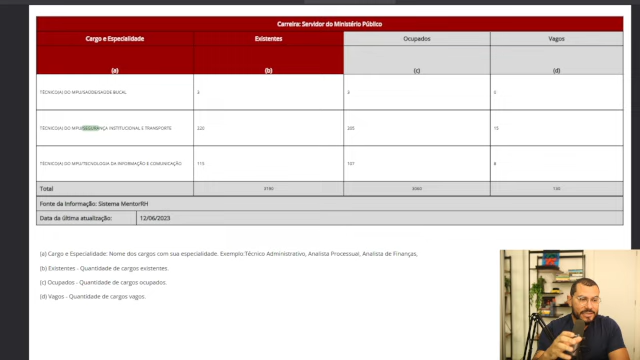 Carreira: Servidor do Ministério Público
Cargo e Especialidade Existentes Ocupados Vagos
(a) (b) (c) (d)
TÉCNICO(A) DO MPU/SAÚDE/SAÚDE BUCAL
TÉCNICO(A) DO MPU/SEGURANÇA INSTITUCIONAL E TRANSPORTE 220 205 15
TÉCNICO(A) DO MPU/TECNOLOGIA DA INFORMAÇÃO E COMUNICAÇÃO 107
Total
Fonte da Informação: Sistema MentorRH
Data da última atualização: 12/06/2023
(a) Cargo e Especialidade: Nome dos cargos com sua especialidade. Exemplo:Técnico Administrativo, Analista Processual, Analista de Finanças,
(b) Existentes - Quantidade de cargos existentes.
(c) Ocupados - Quantidade de cargos ocupados
(d) Vagos - Quantidade de cargos vagos.